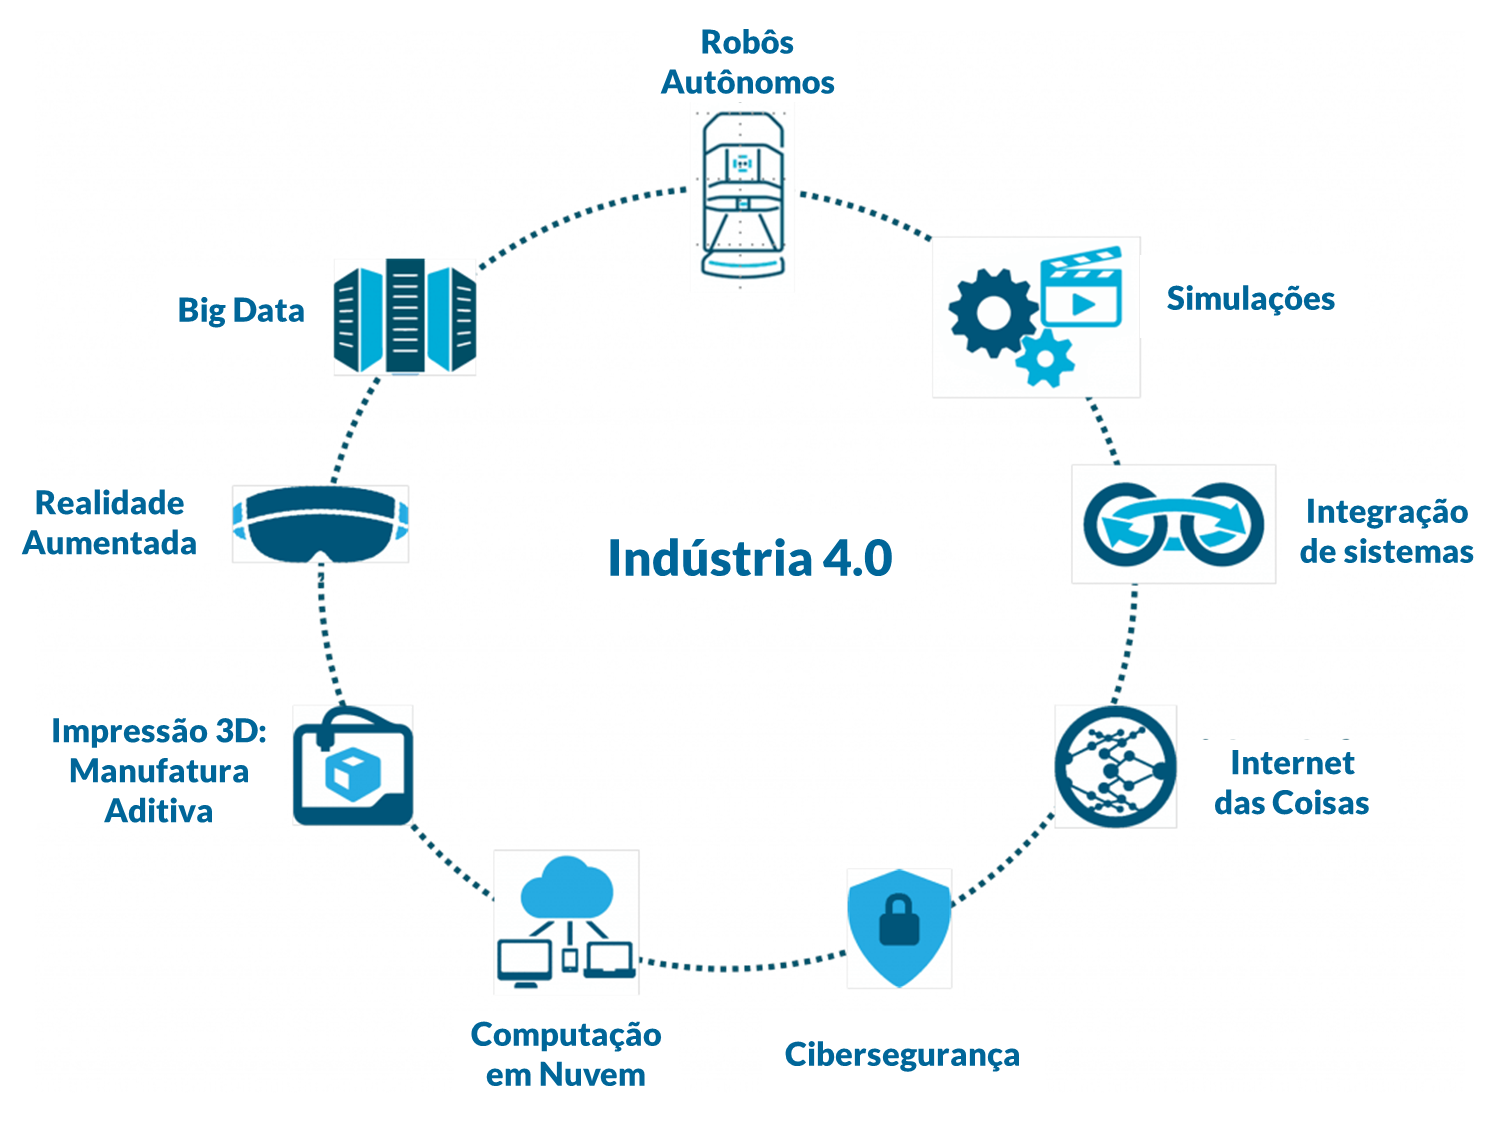 Robôs
Autônomos
Big Data
Simulações
Realidade
Aumentada
Integração
de sistemas
Indústria 4.0
Impressão 3D:
Manufatura
Aditiva
Internet
das Coisas
Computação
em Nuvem
Cibersegurança